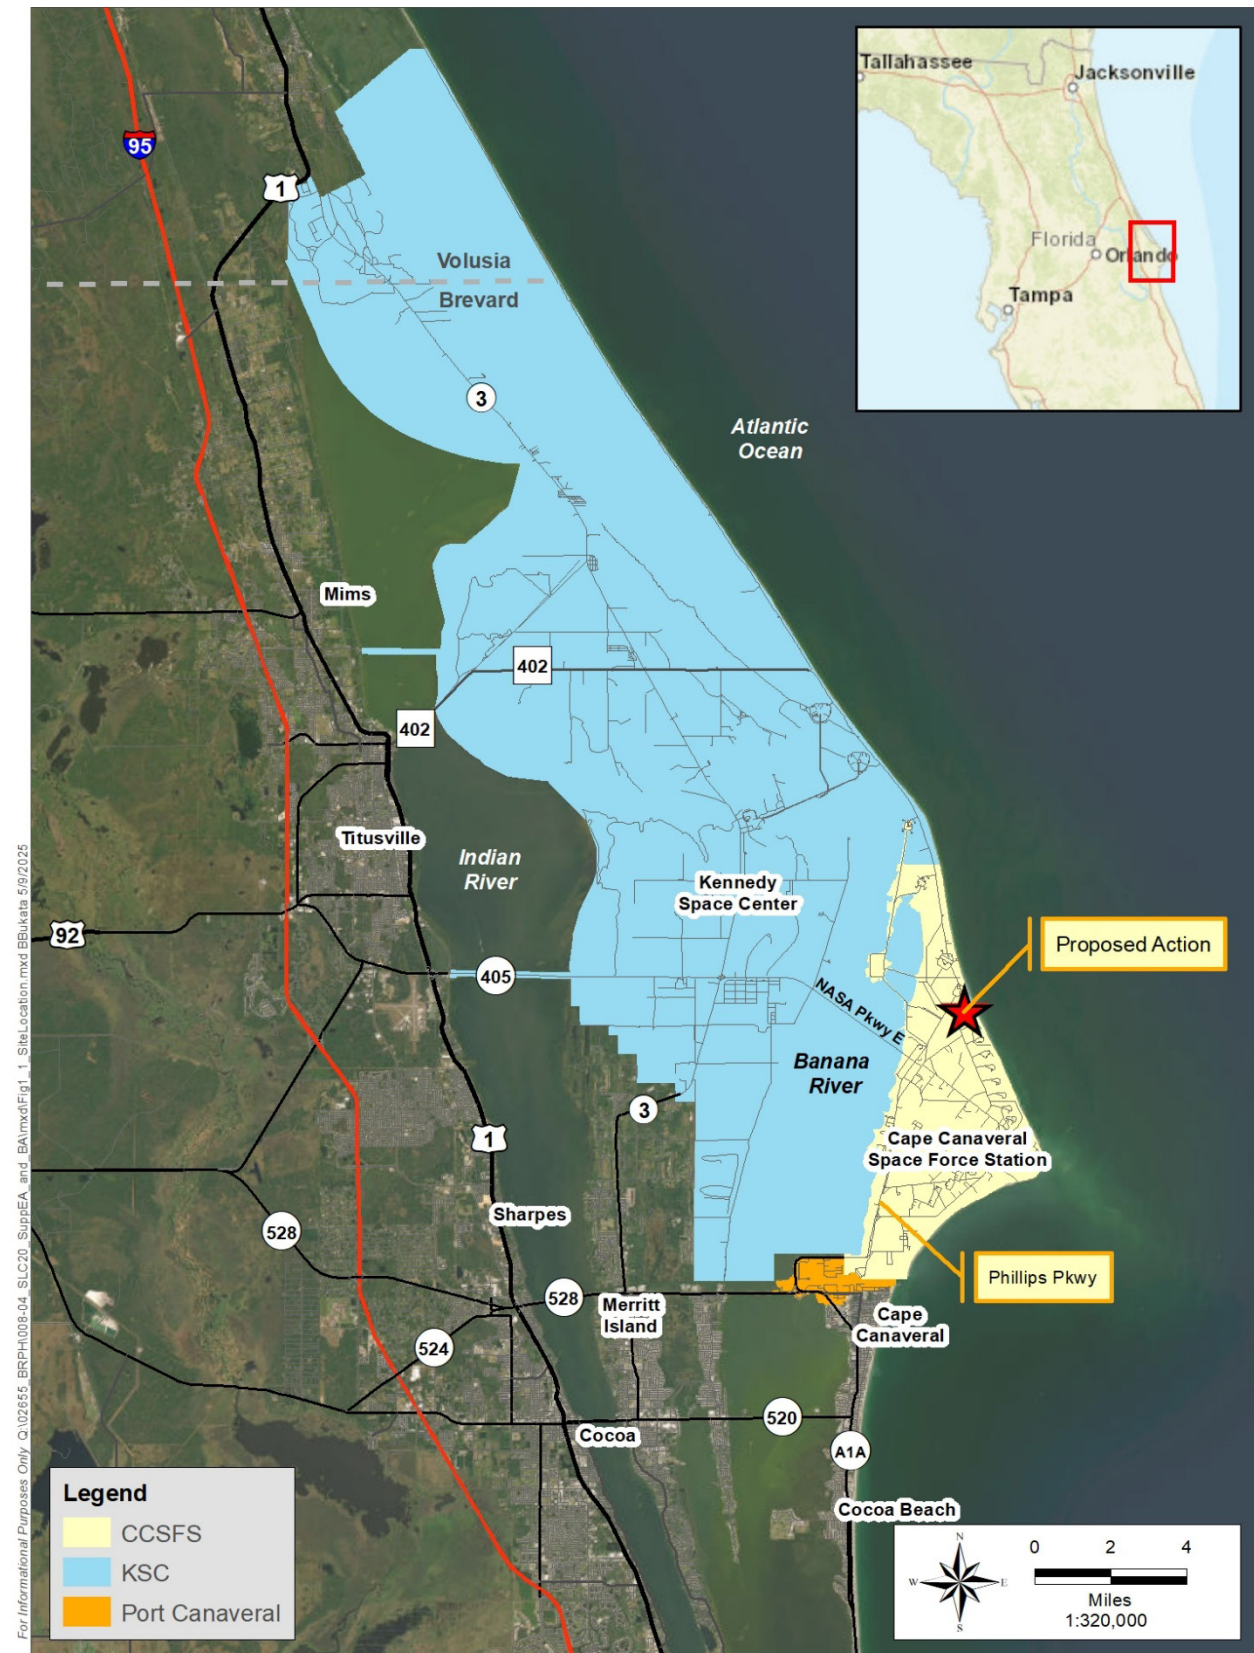 Tallahassee
Jacksonville
Florida
Orlando
Tampa
95
1
Volusia
Brevard
3
Atlantic
Ocean
Mims
402
402
Titusville
Indian
River
Kennedy
Space Center
92
405
NASA Pkwy E
Proposed Action
Banana
River
3
1
Cape Canaveral
Space Force Station
Sharpes
528
528
Merritt
Island
Phillips Pkwy
Cape
Canaveral
524
520
Cocoa
A1A
Cocoa Beach
Legend
CCSFS
KSC
Port Canaveral
N
W
E
S
0 2 4
Miles
1:320,000
For Informational Purposes Only Q:\02655_BRPH\008-04_SLC20_SuppEA_and_BA\mxd\Fig1_1_SiteLocation.mxd BBukata 5/9/2025